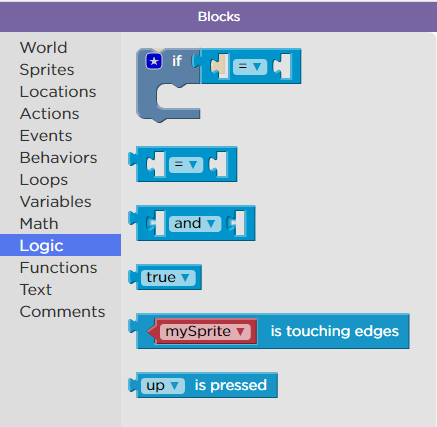 Blocks
World
Sprites
Locations
Actions
Events
Behaviors
Loops
Variables
Math
Logic
Functions
Text
Comments
if = ▼
= ▼
and ▼
true ▼
mySprite ▼ is touching edges
up ▼ is pressed